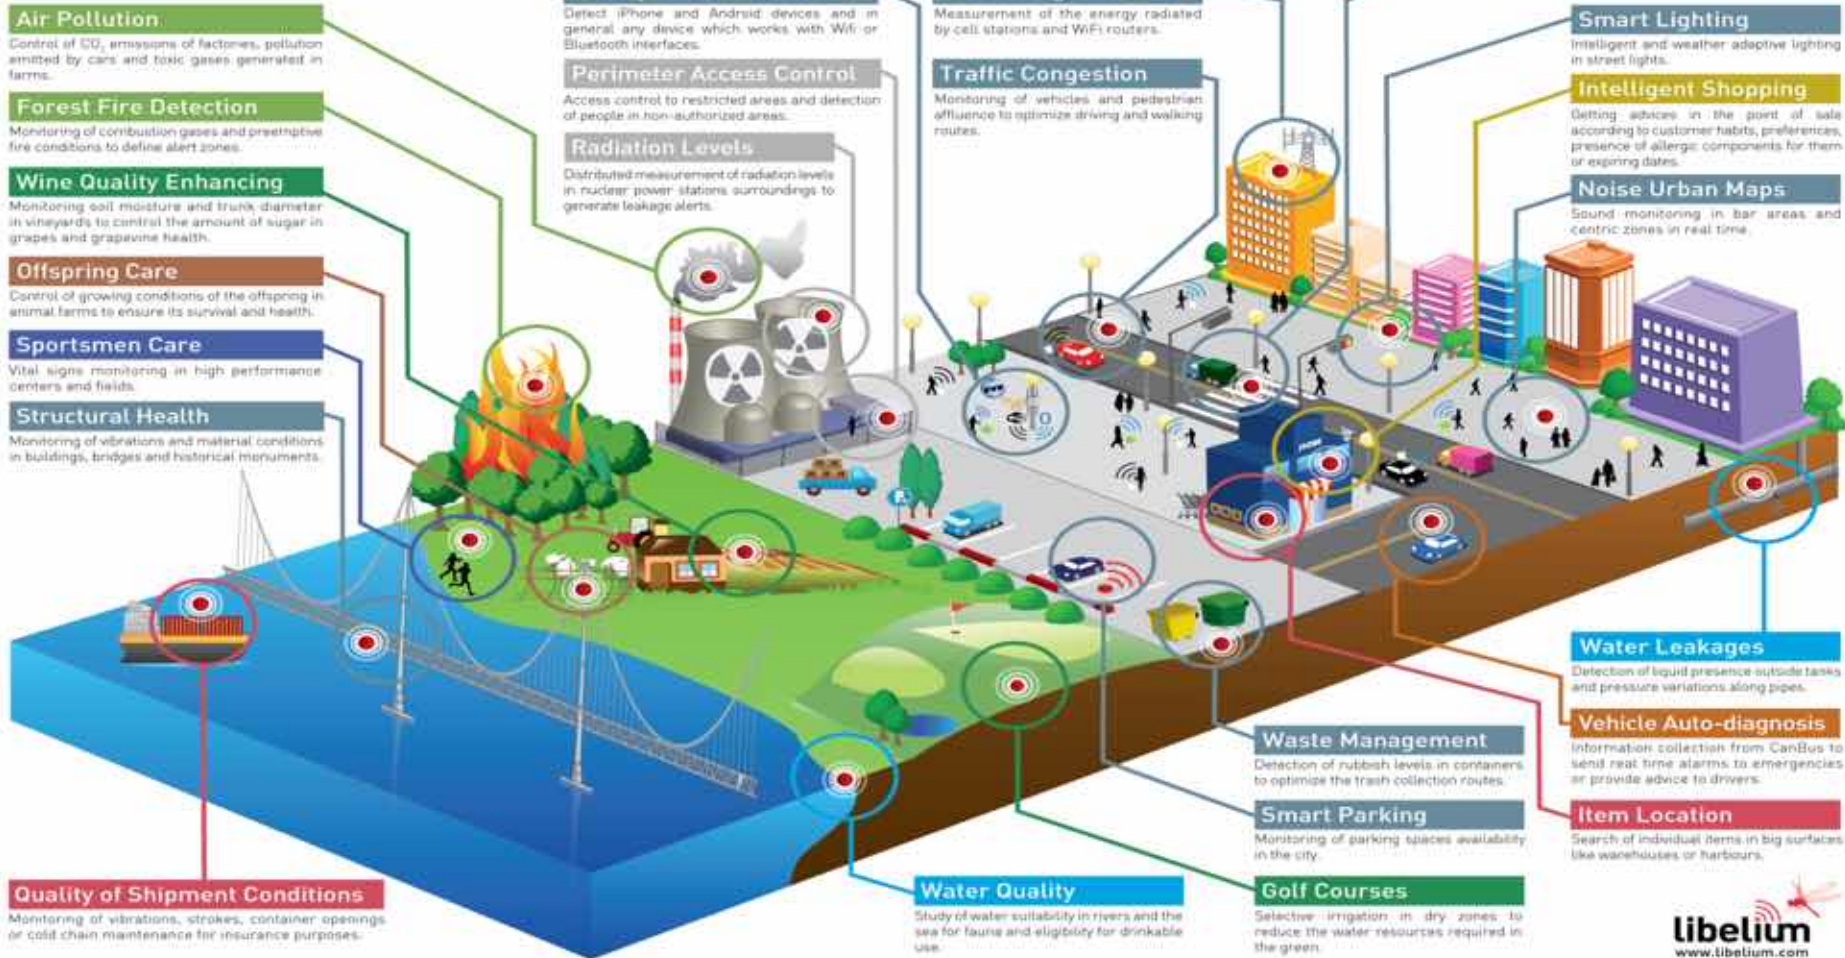 Air Pollution
Control of CO₂ emissions of factories, pollution
emitted by cars and toxic gases generated in
farms.
Forest Fire Detection
Monitoring of combustion gases and preemptive
fire conditions to define alert zones.
Wine Quality Enhancing
Monitoring soil moisture and trunk diameter
in vineyards to control the amount of sugar in
grapes and grapevine health.
Offspring Care
Control of growing conditions of the offspring in
animal farms to ensure its survival and health.
Sportsmen Care
Vital signs monitoring in high performance
centers and fields.
Structural Health
Monitoring of vibrations and material conditions
in buildings, bridges and historical monuments.
Quality of Shipment Conditions
Monitoring of vibrations, strokes, container openings
or cold chain maintenance for insurance purposes.
Detect iPhone and Android devices and in
general any device which works with Wifi or
Bluetooth interfaces.
Perimeter Access Control
Access control to restricted areas and detection
of people in non-authorized areas.
Radiation Levels
Distributed measurement of radiation levels
in nuclear power stations surroundings to
generate leakage alerts.
Measurement of the energy radiated
by cell stations and WiFi routers.
Traffic Congestion
Monitoring of vehicles and pedestrian
affluence to optimize driving and walking
routes.
Smart Lighting
Intelligent and weather adaptive lighting
in street lights.
Intelligent Shopping
Getting advices in the point of sale
according to customer habits, preferences,
presence of allergic components for them
or expiring dates.
Noise Urban Maps
Sound monitoring in bar areas and
centric zones in real time.
P
Water Leakages
Detection of liquid presence outside tanks
and pressure variations along pipes.
Vehicle Auto-diagnosis
Information collection from CanBus to
send real time alarms to emergencies
or provide advice to drivers.
Item Location
Search of individual items in big surfaces
like warehouses or harbours.
Waste Management
Detection of rubbish levels in containers
to optimize the trash collection routes.
Smart Parking
Monitoring of parking spaces availability
in the city.
Golf Courses
Selective irrigation in dry zones to
reduce the water resources required in
the green.
Water Quality
Study of water suitability in rivers and the
sea for fauna and eligibility for drinkable
use.
libelium
www.libelium.com